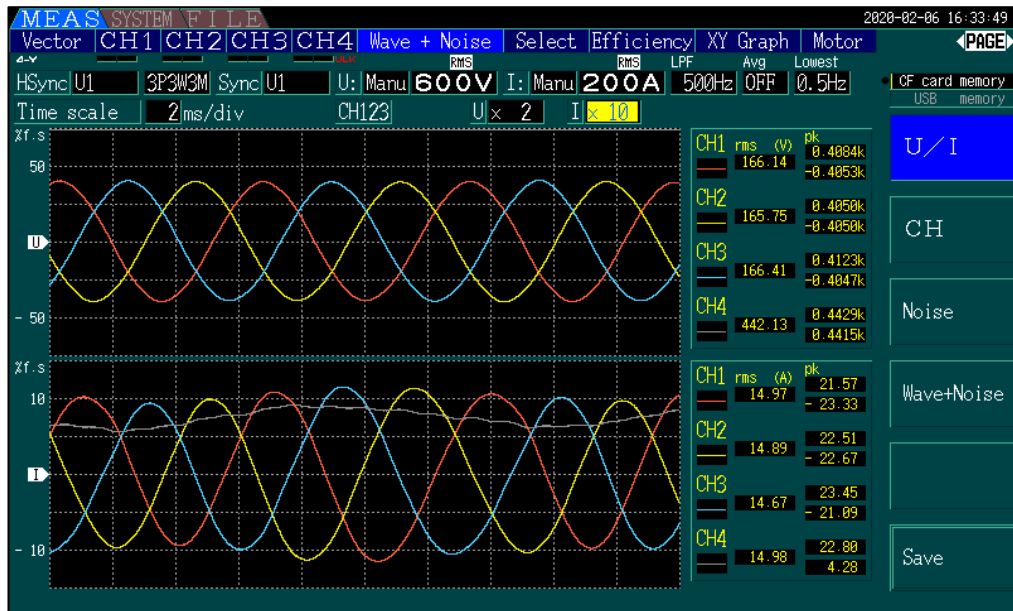 MEAS SYSTEM FILE 2020-02-06 16:33:49
Vector CH1 CH2 CH3 CH4 Wave + Noise Select Efficiency XY Graph Motor PAGE
Δ-Y RMS RMS LPF Avg Lowest
HSync U1 3P3W3M Sync U1 U: Manu 600V I: Manu 200A 500Hz OFF 0.5Hz CF card memory
USB memory
Time scale 2 ms/div CH123 U × 2 I × 10
%f.s
50
U
- 50
%f.s
10
I
- 10
CH1 rms (V) pk
166.14 0.4084k
-0.4053k
CH2
165.75 0.4050k
-0.4050k
CH3
166.41 0.4123k
-0.4047k
CH4
442.13 0.4429k
0.4415k
CH1 rms (A) pk
14.97 21.57
- 23.33
CH2
14.89 22.51
- 22.67
CH3
14.67 23.45
- 21.09
CH4
14.98 22.80
4.28
U/I
CH
Noise
Wave+Noise
Save